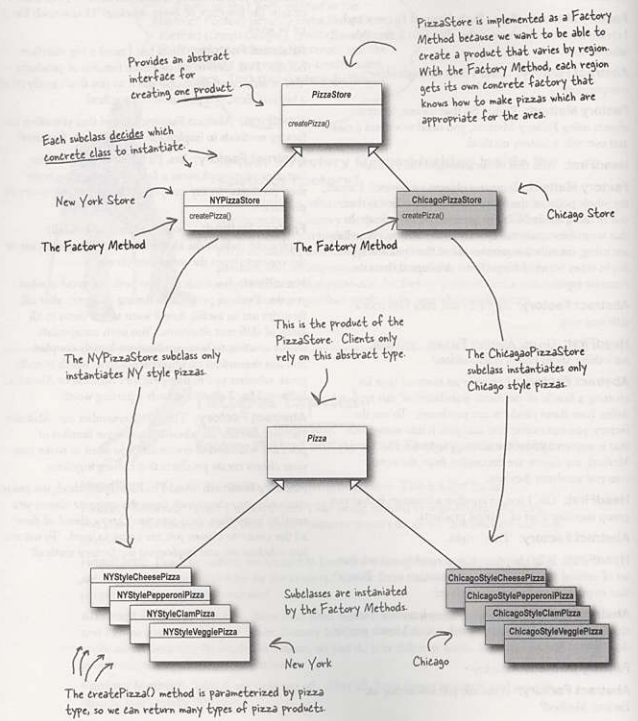 PizzaStore is implemented as a Factory
Method because we want to be able to
create a product that varies by region.
With the Factory Method, each region
gets its own concrete factory that
knows how to make pizzas which are
appropriate for the area.
Provides an abstract
interface for
creating one product
PizzaStore
createPizza()
Each subclass decides which
concrete class to instantiate.
New York Store
NYPizzaStore
createPizza()
ChicagoPizzaStore
createPizza()
Chicago Store
The Factory Method
The Factory Method
The NYPizzaStore subclass only
instantiates NY style pizzas.
This is the product of the
PizzaStore. Clients only
rely on this abstract type.
The ChicagaoPizzaStore
subclass instantiates only
Chicago style pizzas.
Pizza
NYStyleCheesePizza
NYStylePepperoniPizza
NYStyleClamPizza
NYStyleVeggiePizza
Subclasses are instaniated
by the Factory Methods.
ChicagoStyleCheesePizza
ChicagoStylePepperoniPizza
ChicagoStyleClamPizza
ChicagoStyleVeggiePizza
New York
Chicago
The createPizza() method is parameterized by pizza
type, so we can return many types of pizza products.